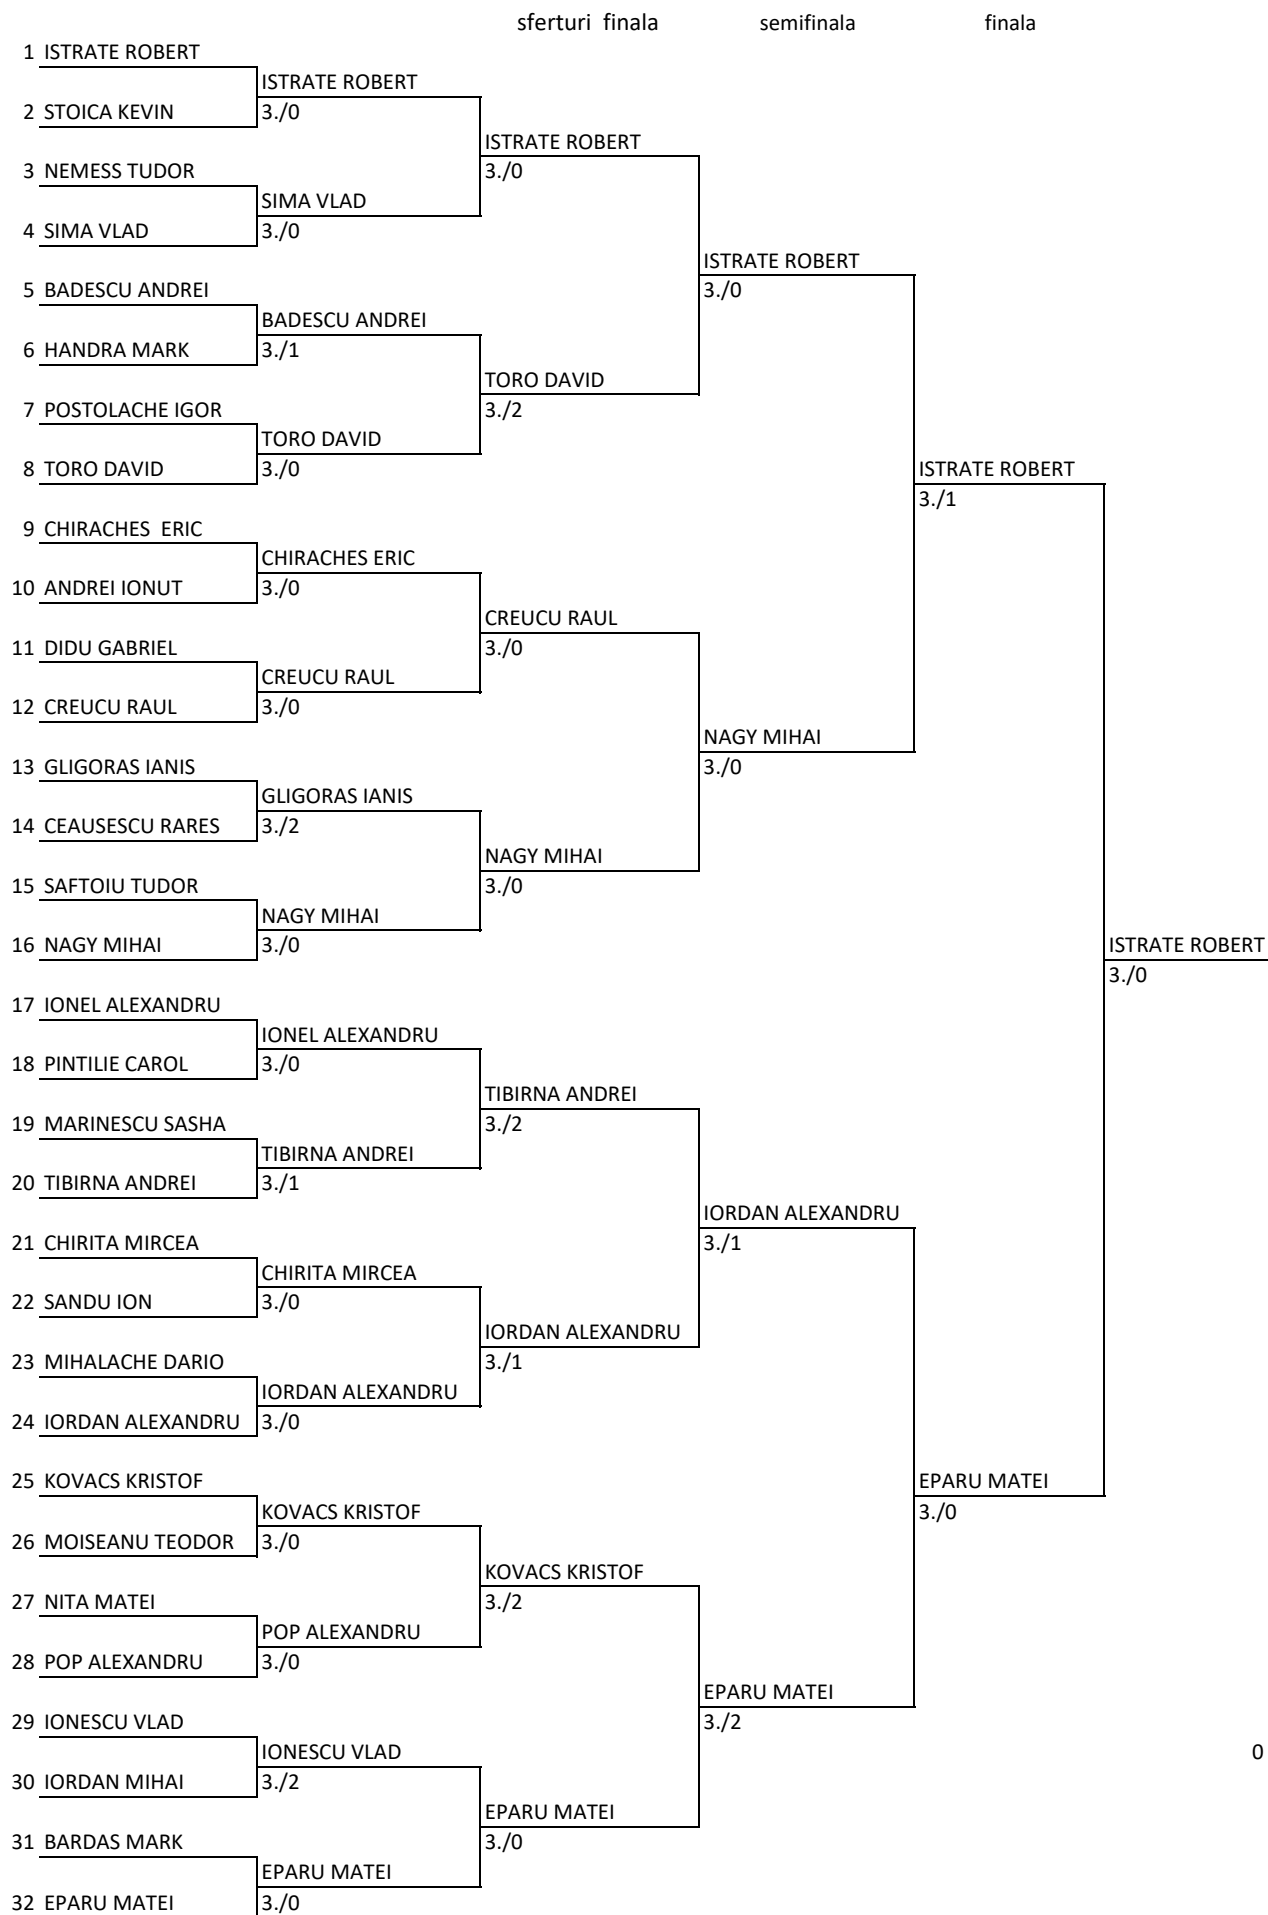 sferturi  finala semifinala finala
1 ISTRATE ROBERT
ISTRATE ROBERT
2 STOICA KEVIN 3./0
ISTRATE ROBERT
3 NEMESS TUDOR 3./0
SIMA VLAD
4 SIMA VLAD 3./0
ISTRATE ROBERT
5 BADESCU ANDREI 3./0
BADESCU ANDREI
6 HANDRA MARK 3./1
TORO DAVID
7 POSTOLACHE IGOR 3./2
TORO DAVID
8 TORO DAVID 3./0 ISTRATE ROBERT
3./1
9 CHIRACHES  ERIC
CHIRACHES ERIC
10 ANDREI IONUT 3./0
CREUCU RAUL
11 DIDU GABRIEL 3./0
CREUCU RAUL
12 CREUCU RAUL 3./0
NAGY MIHAI
13 GLIGORAS IANIS 3./0
GLIGORAS IANIS
14 CEAUSESCU RARES 3./2
NAGY MIHAI
15 SAFTOIU TUDOR 3./0
NAGY MIHAI
16 NAGY MIHAI 3./0 ISTRATE ROBERT
3./0
17 IONEL ALEXANDRU
IONEL ALEXANDRU
18 PINTILIE CAROL 3./0
TIBIRNA ANDREI
19 MARINESCU SASHA 3./2
TIBIRNA ANDREI
20 TIBIRNA ANDREI 3./1
IORDAN ALEXANDRU
21 CHIRITA MIRCEA 3./1
CHIRITA MIRCEA
22 SANDU ION 3./0
IORDAN ALEXANDRU
23 MIHALACHE DARIO 3./1
IORDAN ALEXANDRU
24 IORDAN ALEXANDRU 3./0
25 KOVACS KRISTOF EPARU MATEI
KOVACS KRISTOF 3./0
26 MOISEANU TEODOR 3./0
KOVACS KRISTOF
27 NITA MATEI 3./2
POP ALEXANDRU
28 POP ALEXANDRU 3./0
EPARU MATEI
29 IONESCU VLAD 3./2
IONESCU VLAD 0
30 IORDAN MIHAI 3./2
EPARU MATEI
31 BARDAS MARK 3./0
EPARU MATEI
32 EPARU MATEI 3./0